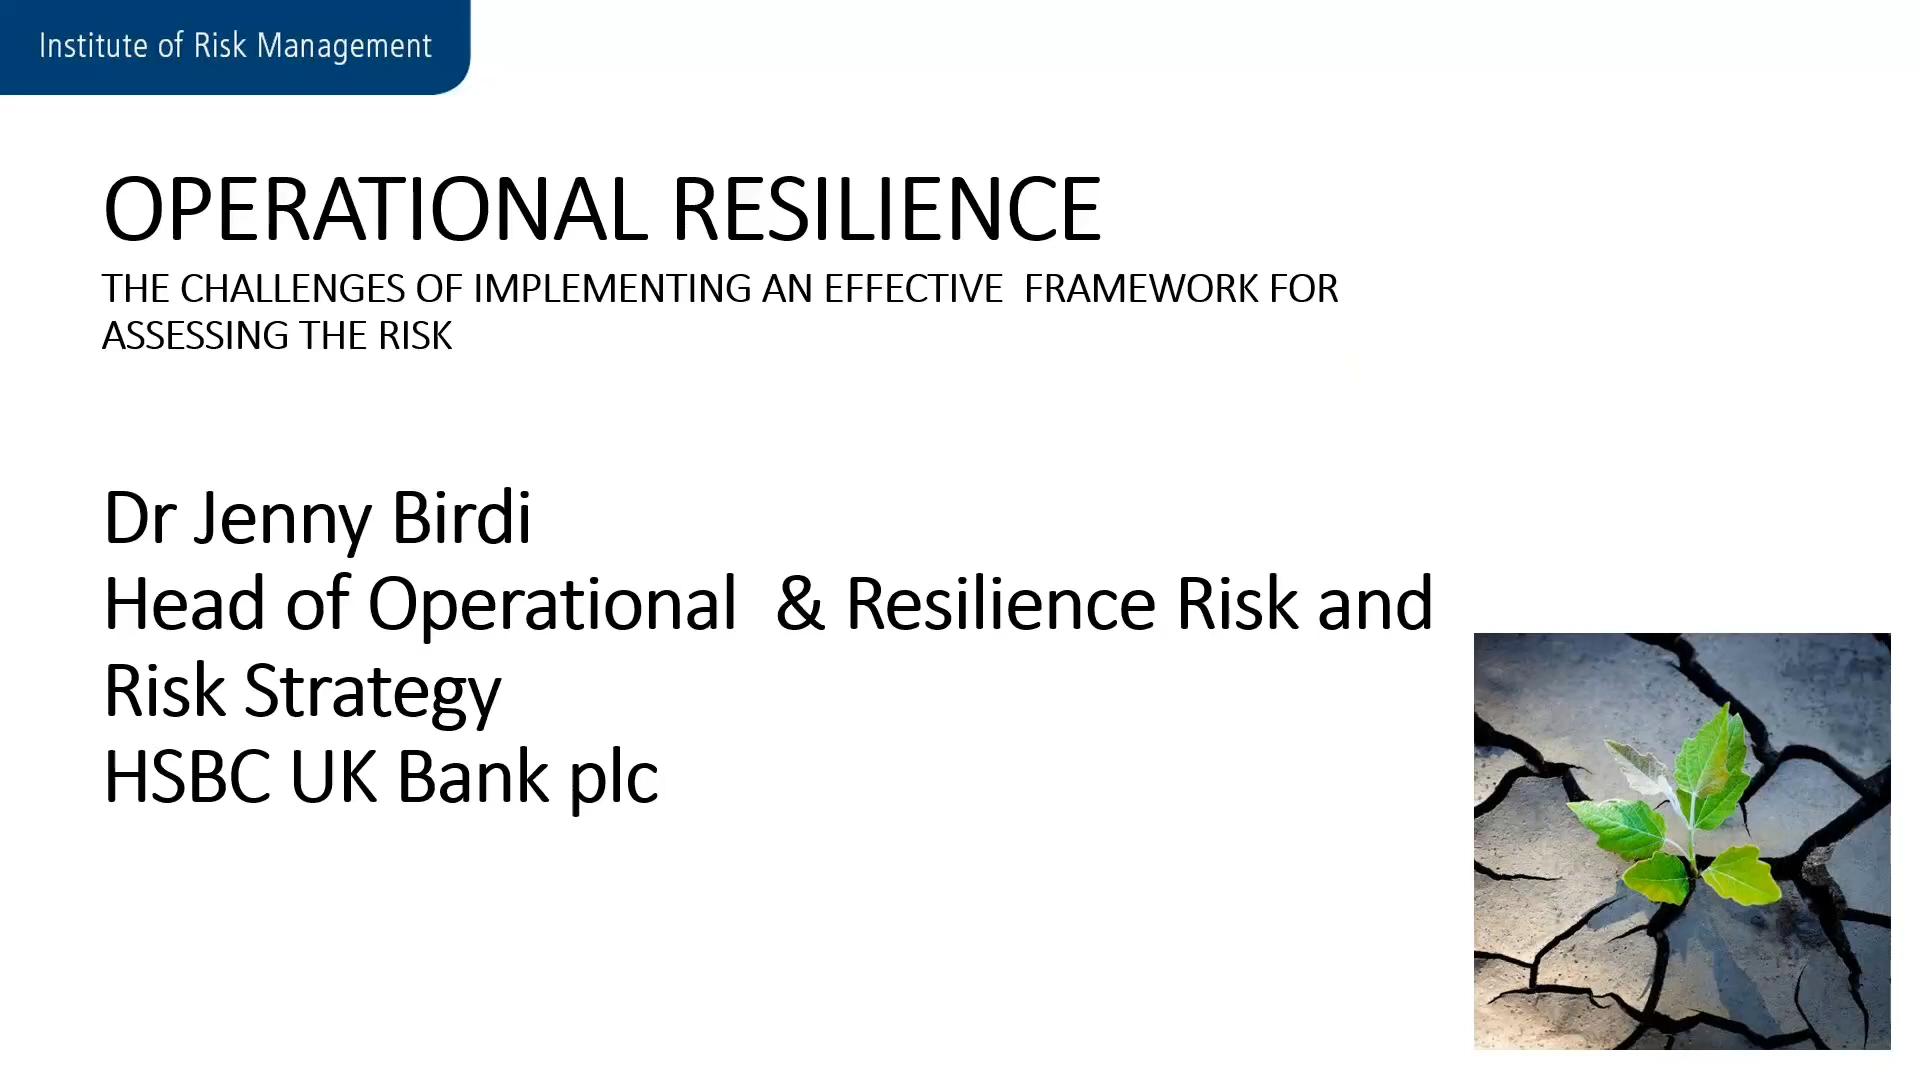 Institute of Risk Management
OPERATIONAL RESILIENCE
THE CHALLENGES OF IMPLEMENTING AN EFFECTIVE  FRAMEWORK FOR
ASSESSING THE RISK
Dr Jenny Birdi
Head of Operational  & Resilience Risk and
Risk Strategy
HSBC UK Bank plc